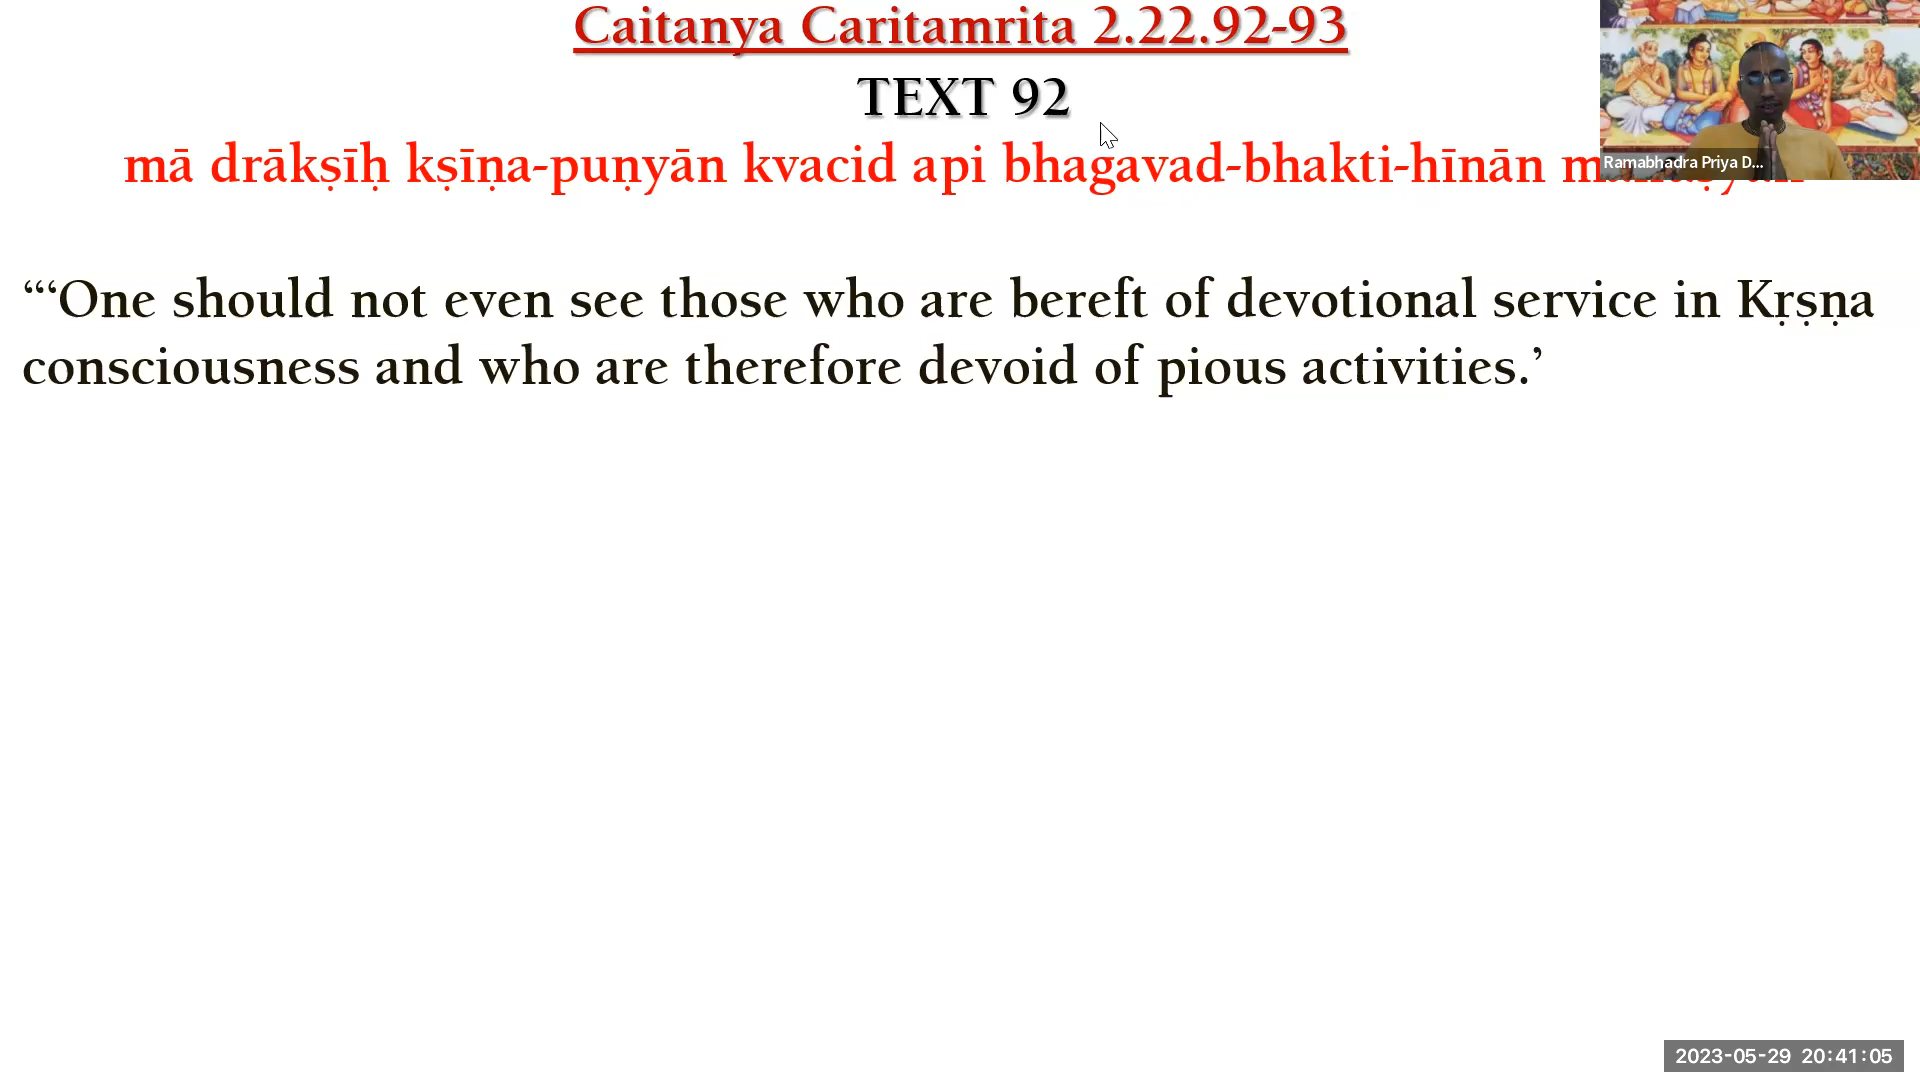 Caitanya Caritamrita 2.22.92-93
TEXT 92
mā drākṣīḥ kṣīṇa-puṇyān kvacid api bhagavad-bhakti-hīnān
Ramabhadra Priya D...
“‘One should not even see those who are bereft of devotional service in Kṛṣṇa
consciousness and who are therefore devoid of pious activities.’
2023-05-29 20:41:05